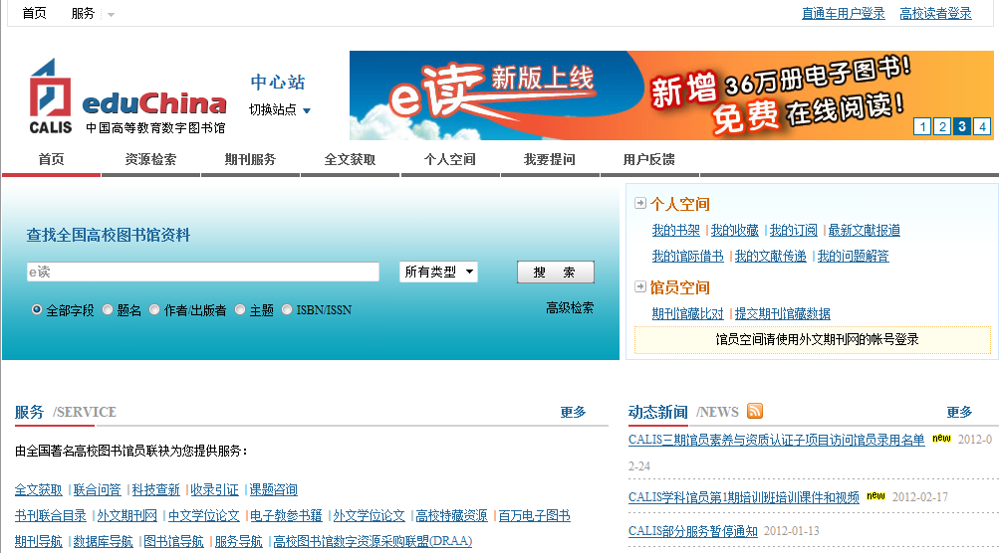 首页 服务 直通车用户登录 高校读者登录
CALIS eduChina 中国高等教育数字图书馆
中心站
切换站点
e读 新版上线
新增 36万册电子图书!
免费 在线阅读!
1 2 3 4
首页 资源检索 期刊服务 全文获取 个人空间 我要提问 用户反馈
查找全国高校图书馆资料
e读 所有类型 搜 索
全部字段 题名 作者/出版者 主题 ISBN/ISSN 高级检索
个人空间
我的书架 | 我的收藏 | 我的订阅 | 最新文献报道
我的馆际借书 | 我的文献传递 | 我的问题解答
馆员空间
期刊馆藏比对 | 提交期刊馆藏数据
馆员空间请使用外文期刊网的帐号登录
服务 /SERVICE 更多
由全国著名高校图书馆员联袂为您提供服务：
全文获取 | 联合问答 | 科技查新 | 收录引证 | 课题咨询
书刊联合目录 | 外文期刊网 | 中文学位论文 | 电子教参书籍 | 外文学位论文 | 高校特藏资源 | 百万电子图书
期刊导航 | 数据库导航 | 图书馆导航 | 服务导航 | 高校图书馆数字资源采购联盟(DRAA)
动态新闻 /NEWS 更多
CALIS三期馆员素养与资质认证子项目访问馆员录用名单 new 2012-0
2-24
CALIS学科馆员第1期培训班培训课件和视频 new 2012-02-17
CALIS部分服务暂停通知 2012-01-13